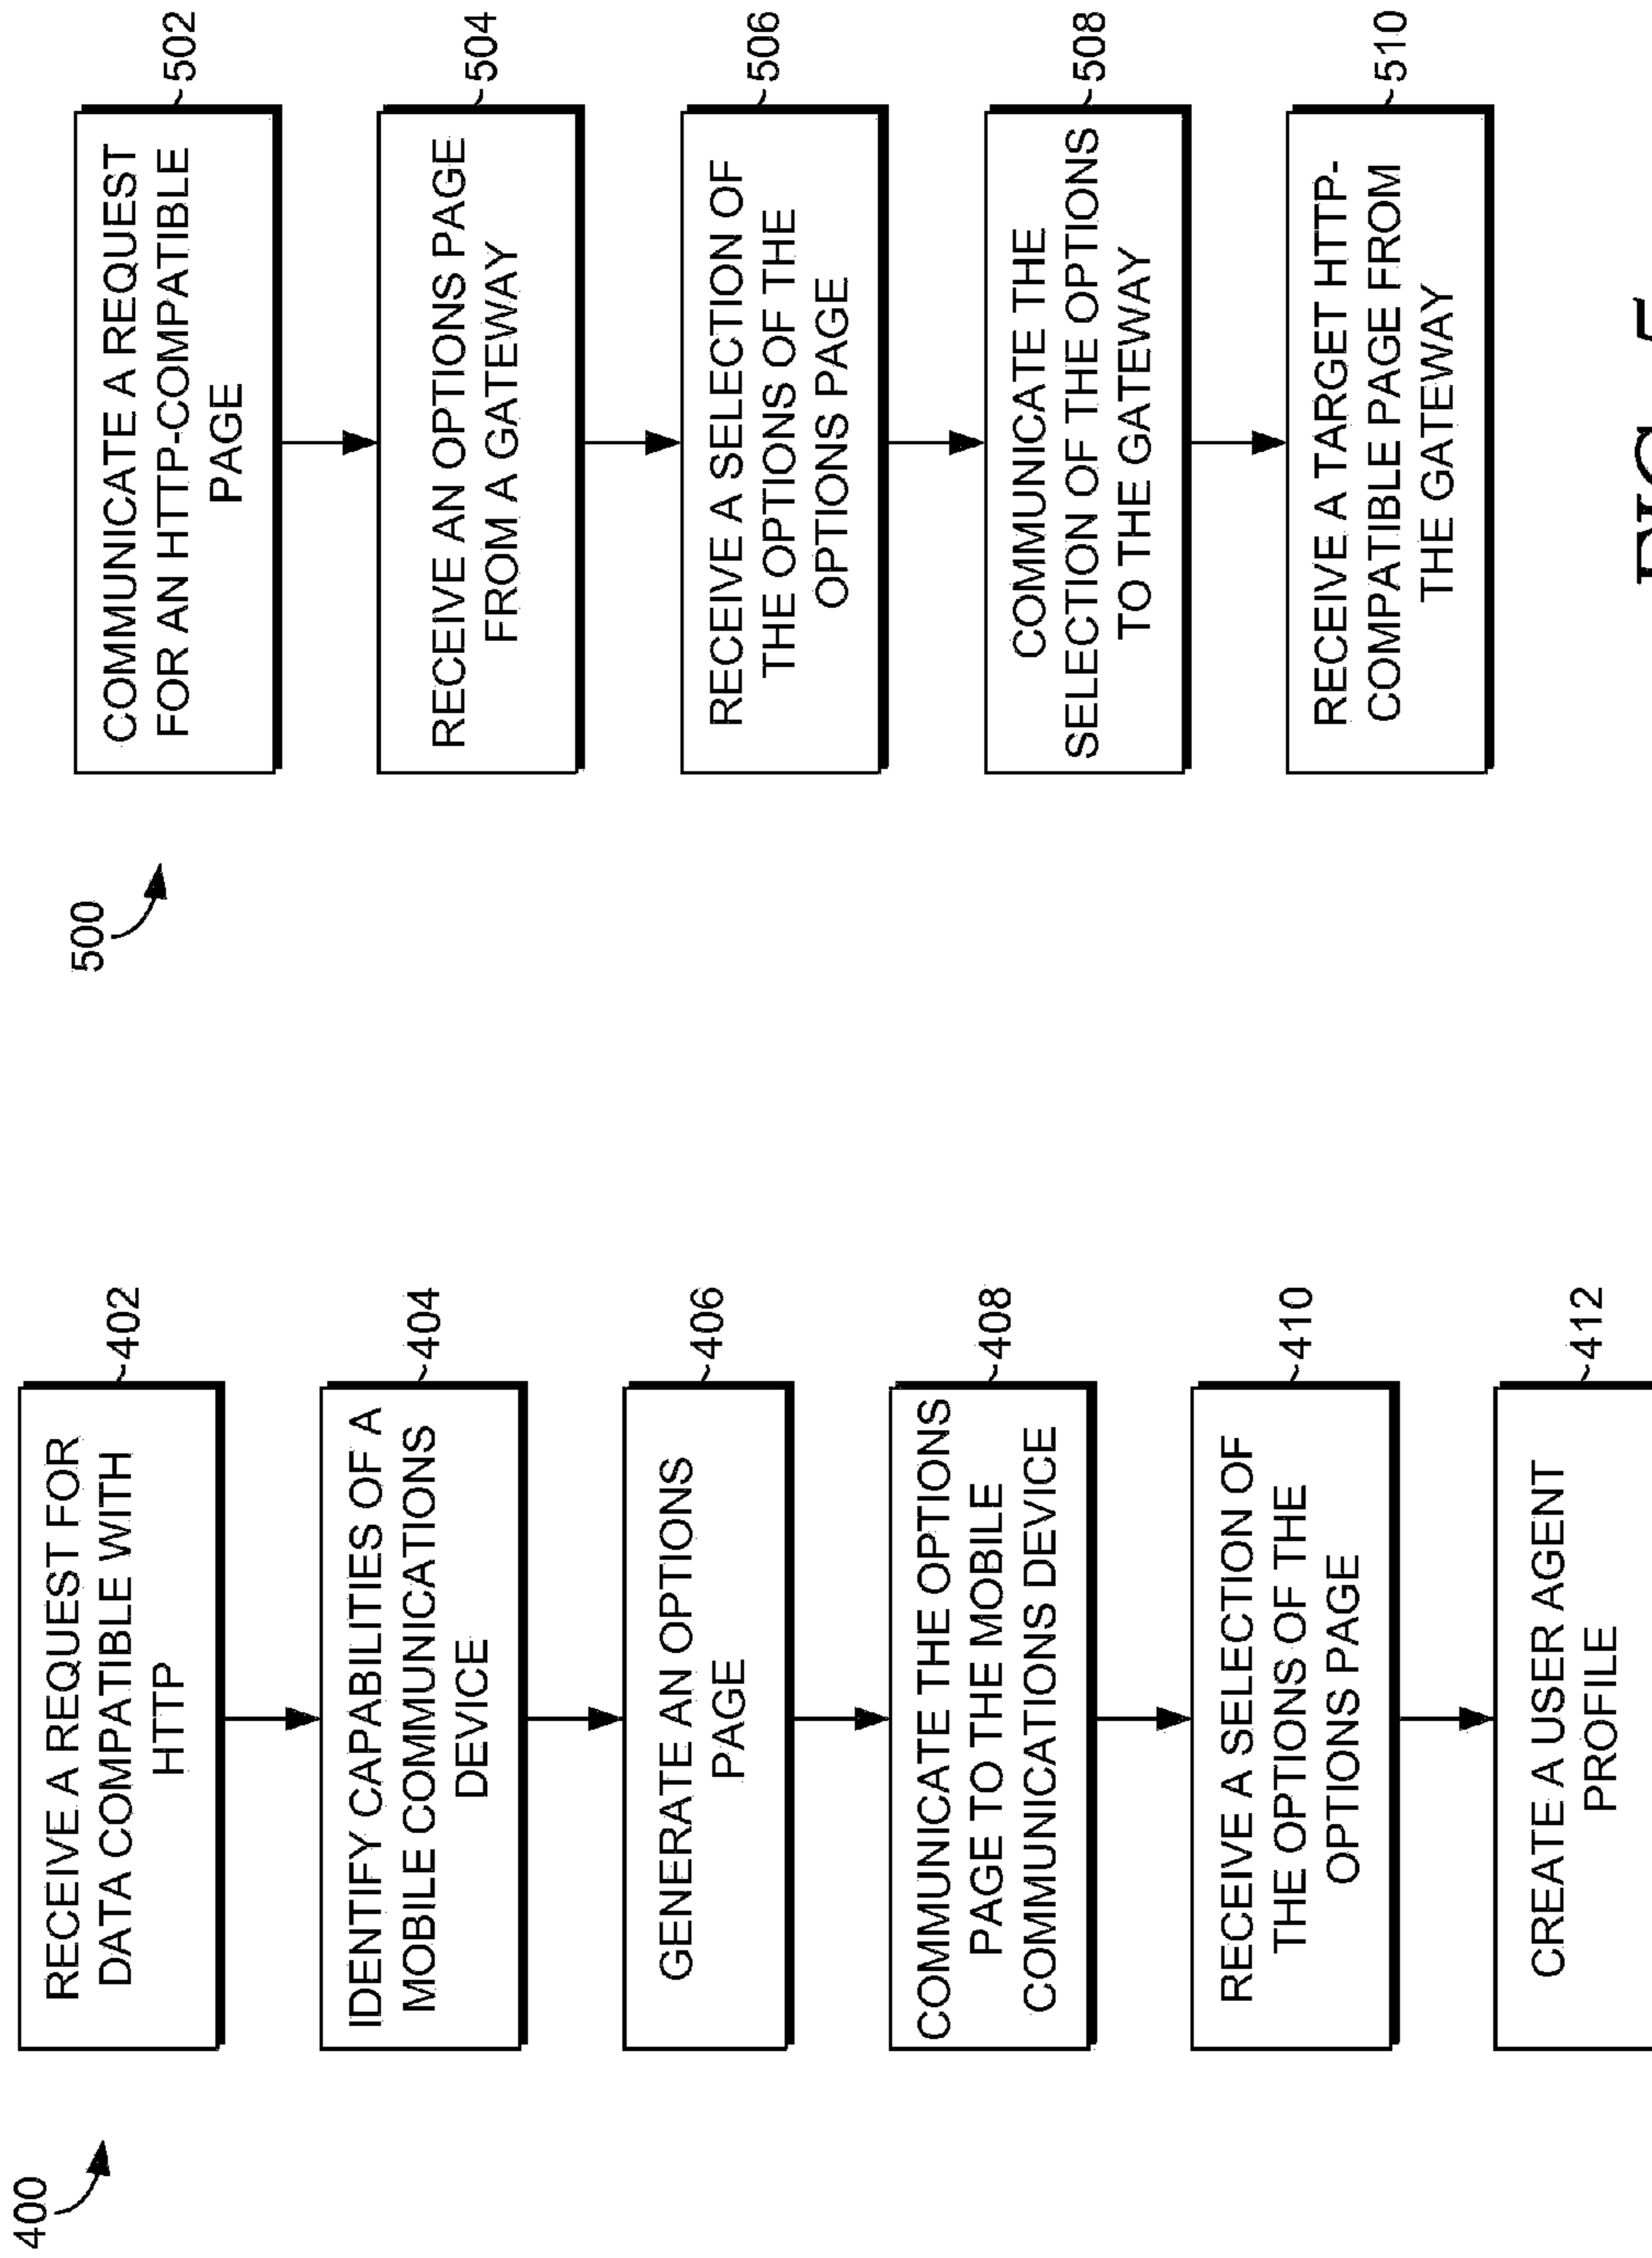 400
RECEIVE A REQUEST FOR
DATA COMPATIBLE WITH
HTTP
402
IDENTIFY CAPABILITIES OF A
MOBILE COMMUNICATIONS
DEVICE
404
GENERATE AN OPTIONS
PAGE
406
COMMUNICATE THE OPTIONS
PAGE TO THE MOBILE
COMMUNICATIONS DEVICE
408
RECEIVE A SELECTION OF
THE OPTIONS OF THE
OPTIONS PAGE
410
CREATE A USER AGENT
PROFILE
412
500
COMMUNICATE A REQUEST
FOR AN HTTP-COMPATIBLE
PAGE
502
RECEIVE AN OPTIONS PAGE
FROM A GATEWAY
504
RECEIVE A SELECTION OF
THE OPTIONS OF THE
OPTIONS PAGE
506
COMMUNICATE THE
SELECTION OF THE OPTIONS
TO THE GATEWAY
508
RECEIVE A TARGET HTTP-
COMPATIBLE PAGE FROM
THE GATEWAY
510